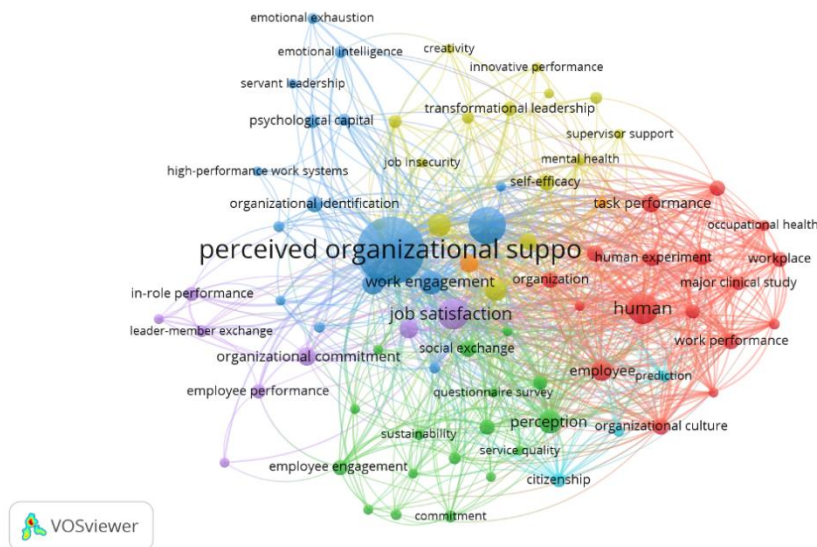 emotional exhaustion
creativity
emotional intelligence
innovative performance
servant leadership
transformational leadership
psychological capital
supervisor support
job insecurity
mental health
high-performance work systems
self-efficacy
organizational identification
task performance
occupational health
perceived organizational suppo
human experiment
workplace
work engagement
organization
major clinical study
in-role performance
job satisfaction
human
leader-member exchange
work performance
organizational commitment
social exchange
employee
prediction
employee performance
questionnaire survey
perception
organizational culture
sustainability
service quality
employee engagement
citizenship
commitment
VOSviewer